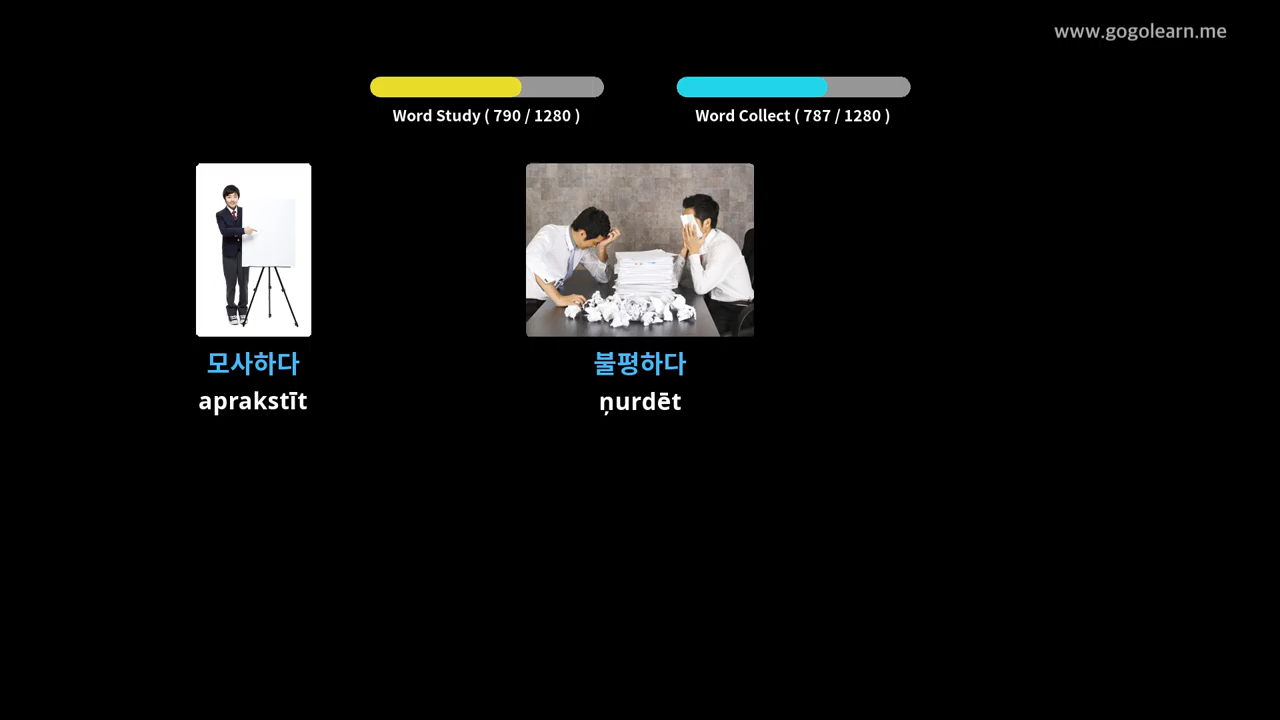 www.gogolearn.me
Word Study ( 790 / 1280 )
Word Collect ( 787 / 1280 )
모사하다
aprakstīt
불평하다
ņurdēt